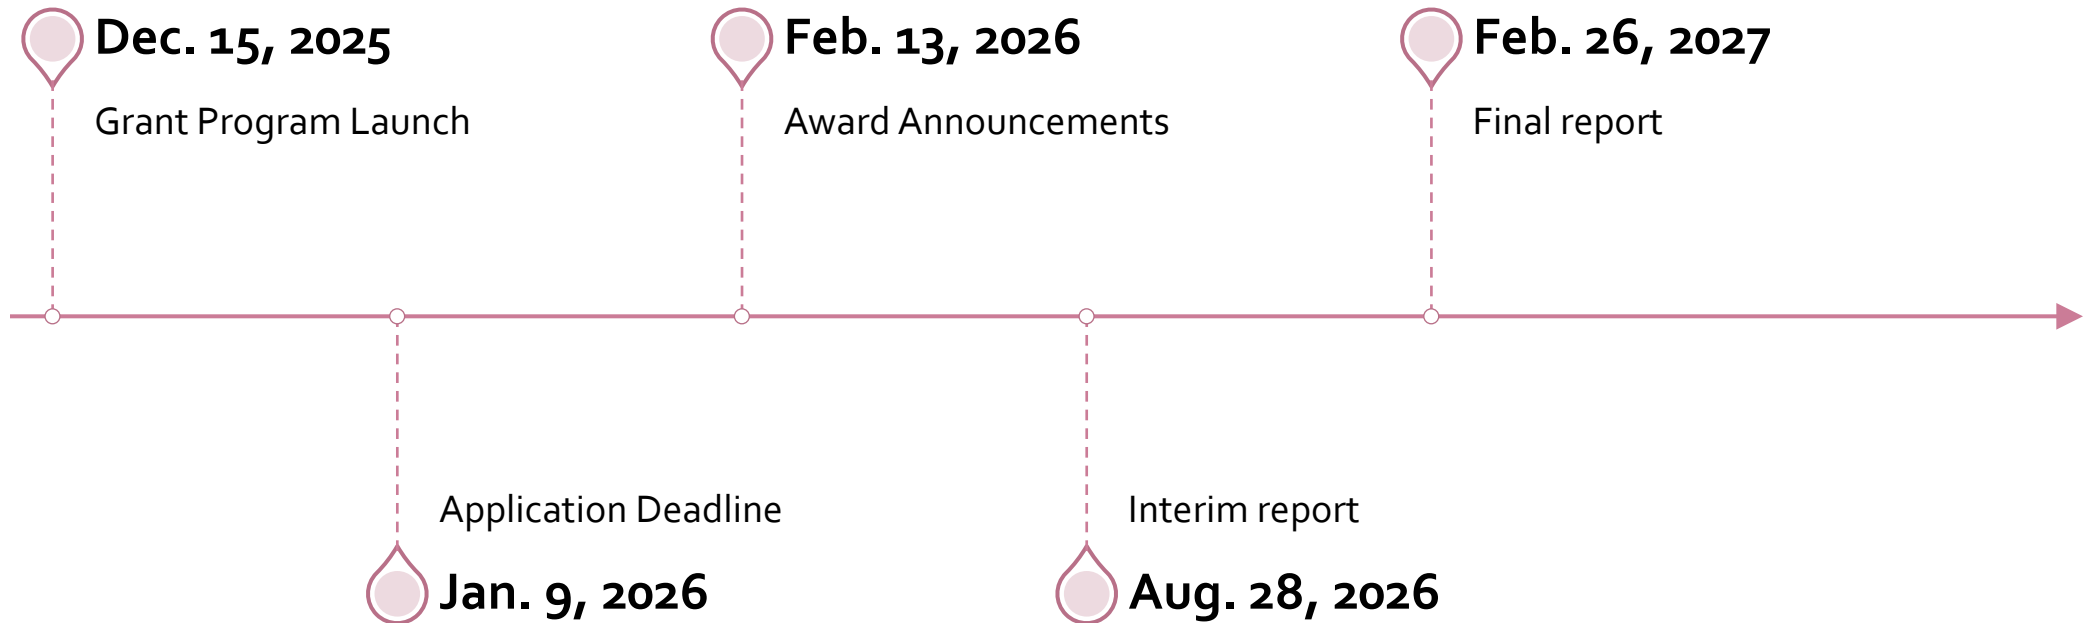 Dec. 15, 2025
Grant Program Launch
Application Deadline
Jan. 9, 2026
Feb. 13, 2026
Award Announcements
Interim report
Aug. 28, 2026
Feb. 26, 2027
Final report